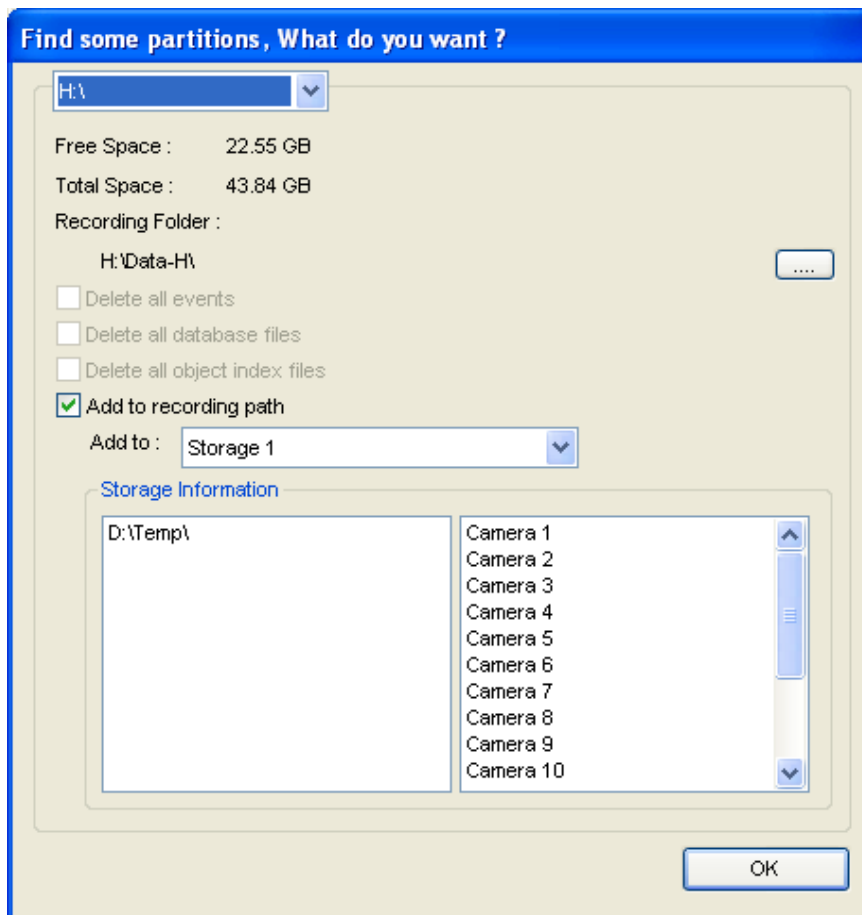 Find some partitions, What do you want ?
H:\
Free Space : 22.55 GB
Total Space : 43.84 GB
Recording Folder :
H:\Data-H\
....
Delete all events
Delete all database files
Delete all object index files
Add to recording path
Add to : Storage 1
Storage Information
D:\Temp\
Camera 1
Camera 2
Camera 3
Camera 4
Camera 5
Camera 6
Camera 7
Camera 8
Camera 9
Camera 10
OK